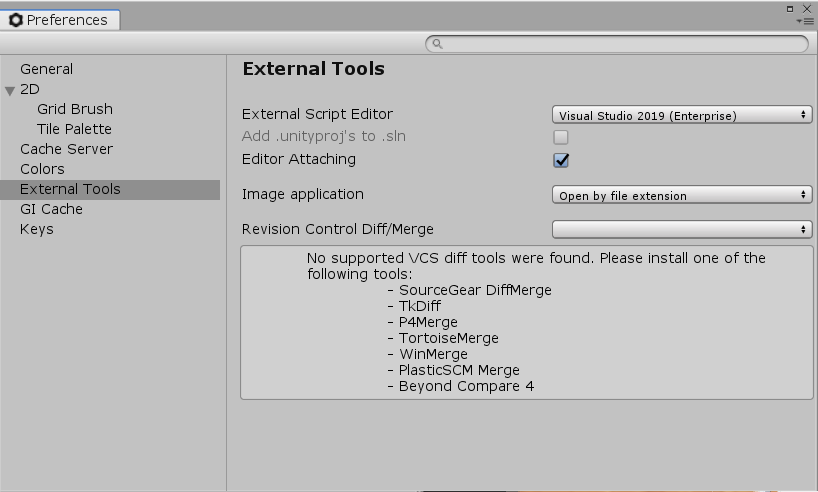 Preferences
General
2D
Grid Brush
Tile Palette
Cache Server
Colors
External Tools
GI Cache
Keys
External Tools
External Script Editor
Visual Studio 2019 (Enterprise)
Add .unityproj's to .sln
Editor Attaching
Image application
Open by file extension
Revision Control Diff/Merge
No supported VCS diff tools were found. Please install one of the
following tools:
- SourceGear DiffMerge
- TkDiff
- P4Merge
- TortoiseMerge
- WinMerge
- PlasticSCM Merge
- Beyond Compare 4